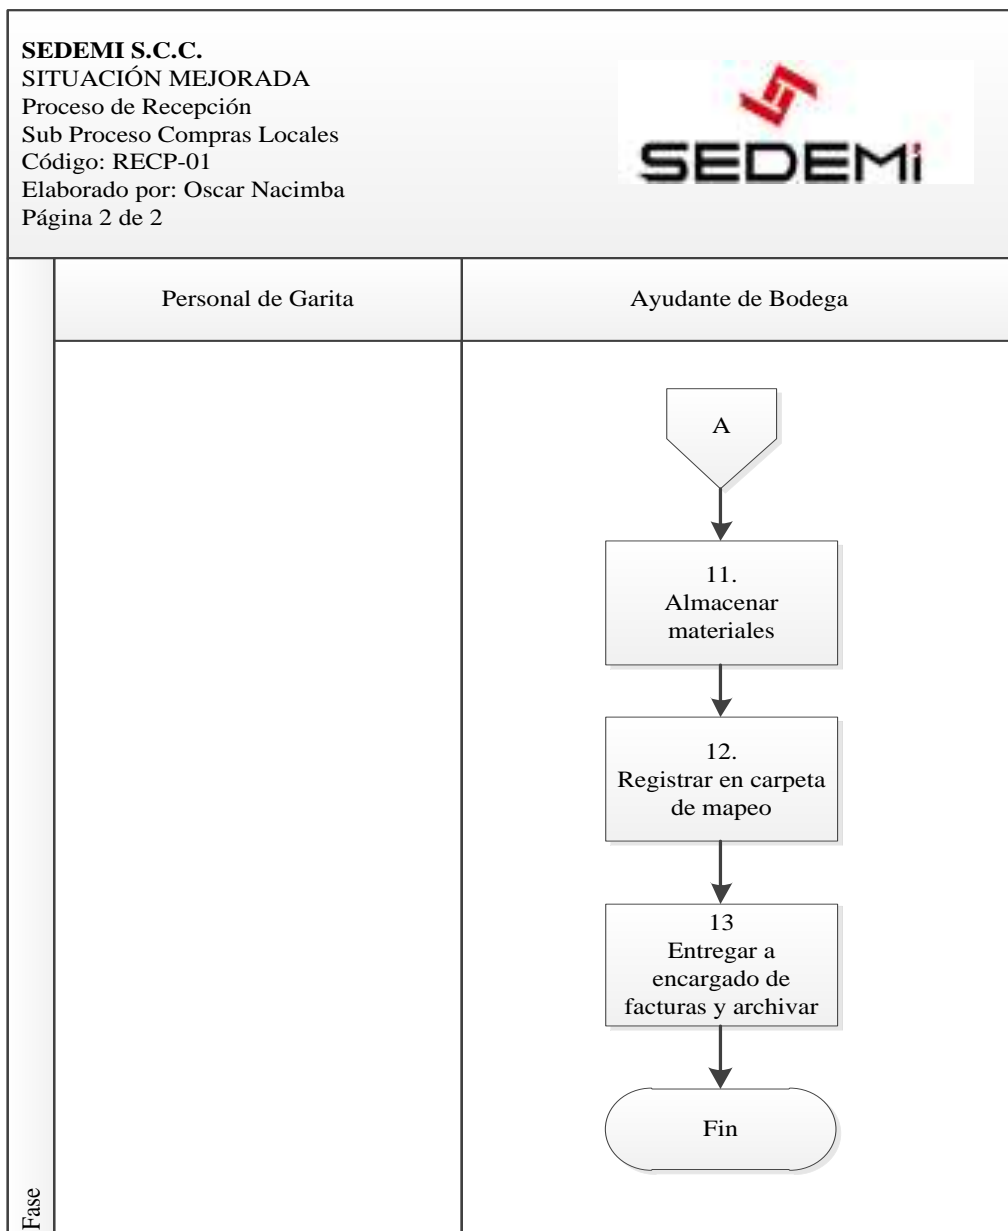 SEDEMI S.C.C.
SITUACIÓN MEJORADA
Proceso de Recepción
Sub Proceso Compras Locales
Código: RECP-01
Elaborado por: Oscar Nacimba
Página 2 de 2
SEDEMi
Personal de Garita
Ayudante de Bodega
A
11.
Almacenar
materiales
12.
Registrar en carpeta
de mapeo
13
Entregar a
encargado de
facturas y archivar
Fin
Fase